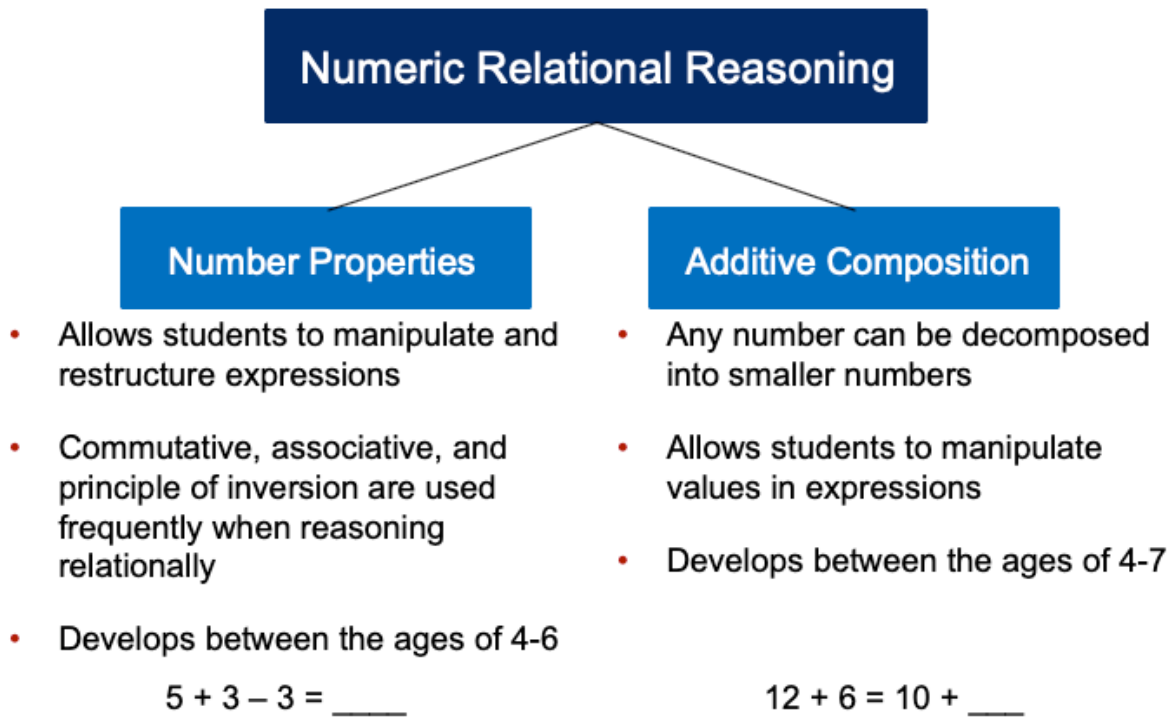 Numeric Relational Reasoning
Number Properties
• Allows students to manipulate and
restructure expressions
• Commutative, associative, and
principle of inversion are used
frequently when reasoning
relationally
• Develops between the ages of 4-6
5 + 3 – 3 = ____
Additive Composition
• Any number can be decomposed
into smaller numbers
• Allows students to manipulate
values in expressions
• Develops between the ages of 4-7
12 + 6 = 10 + ___